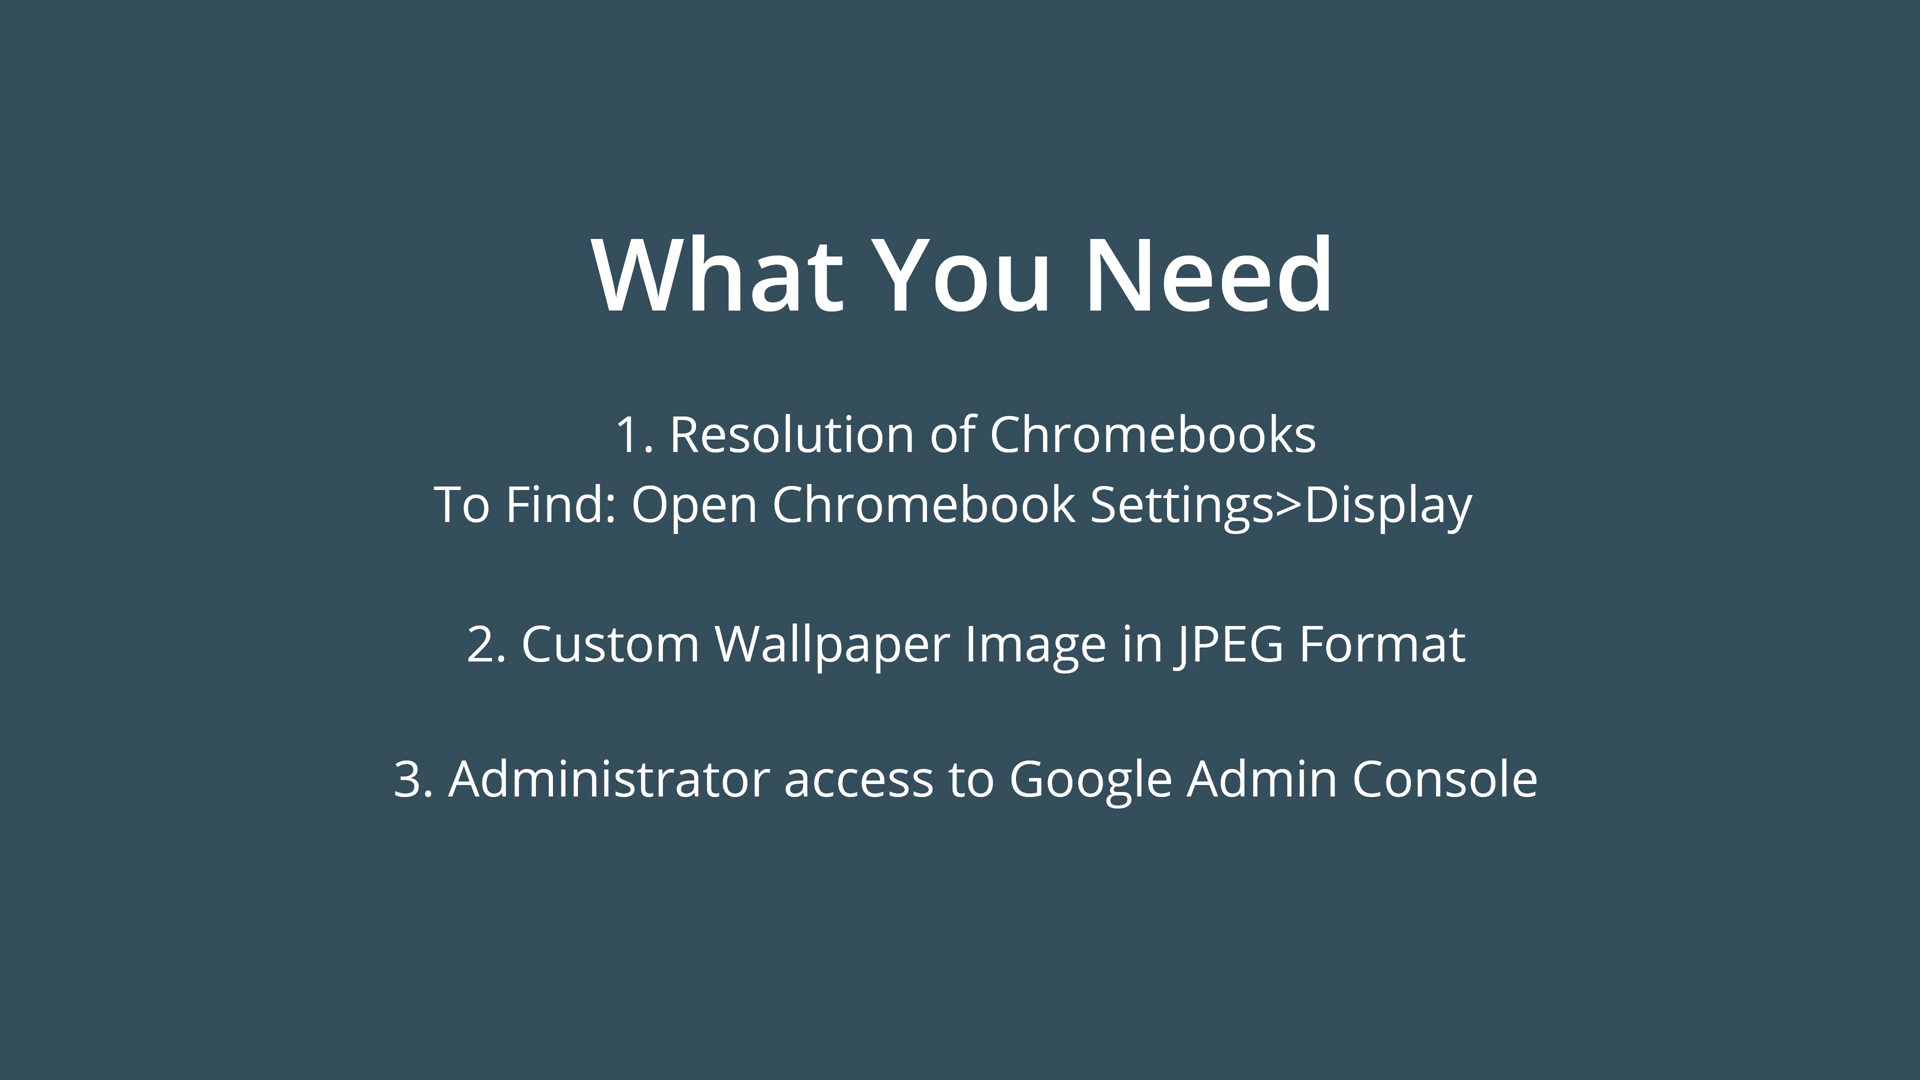 What You Need
1. Resolution of Chromebooks
To Find: Open Chromebook Settings>Display
2. Custom Wallpaper Image in JPEG Format
3. Administrator access to Google Admin Console